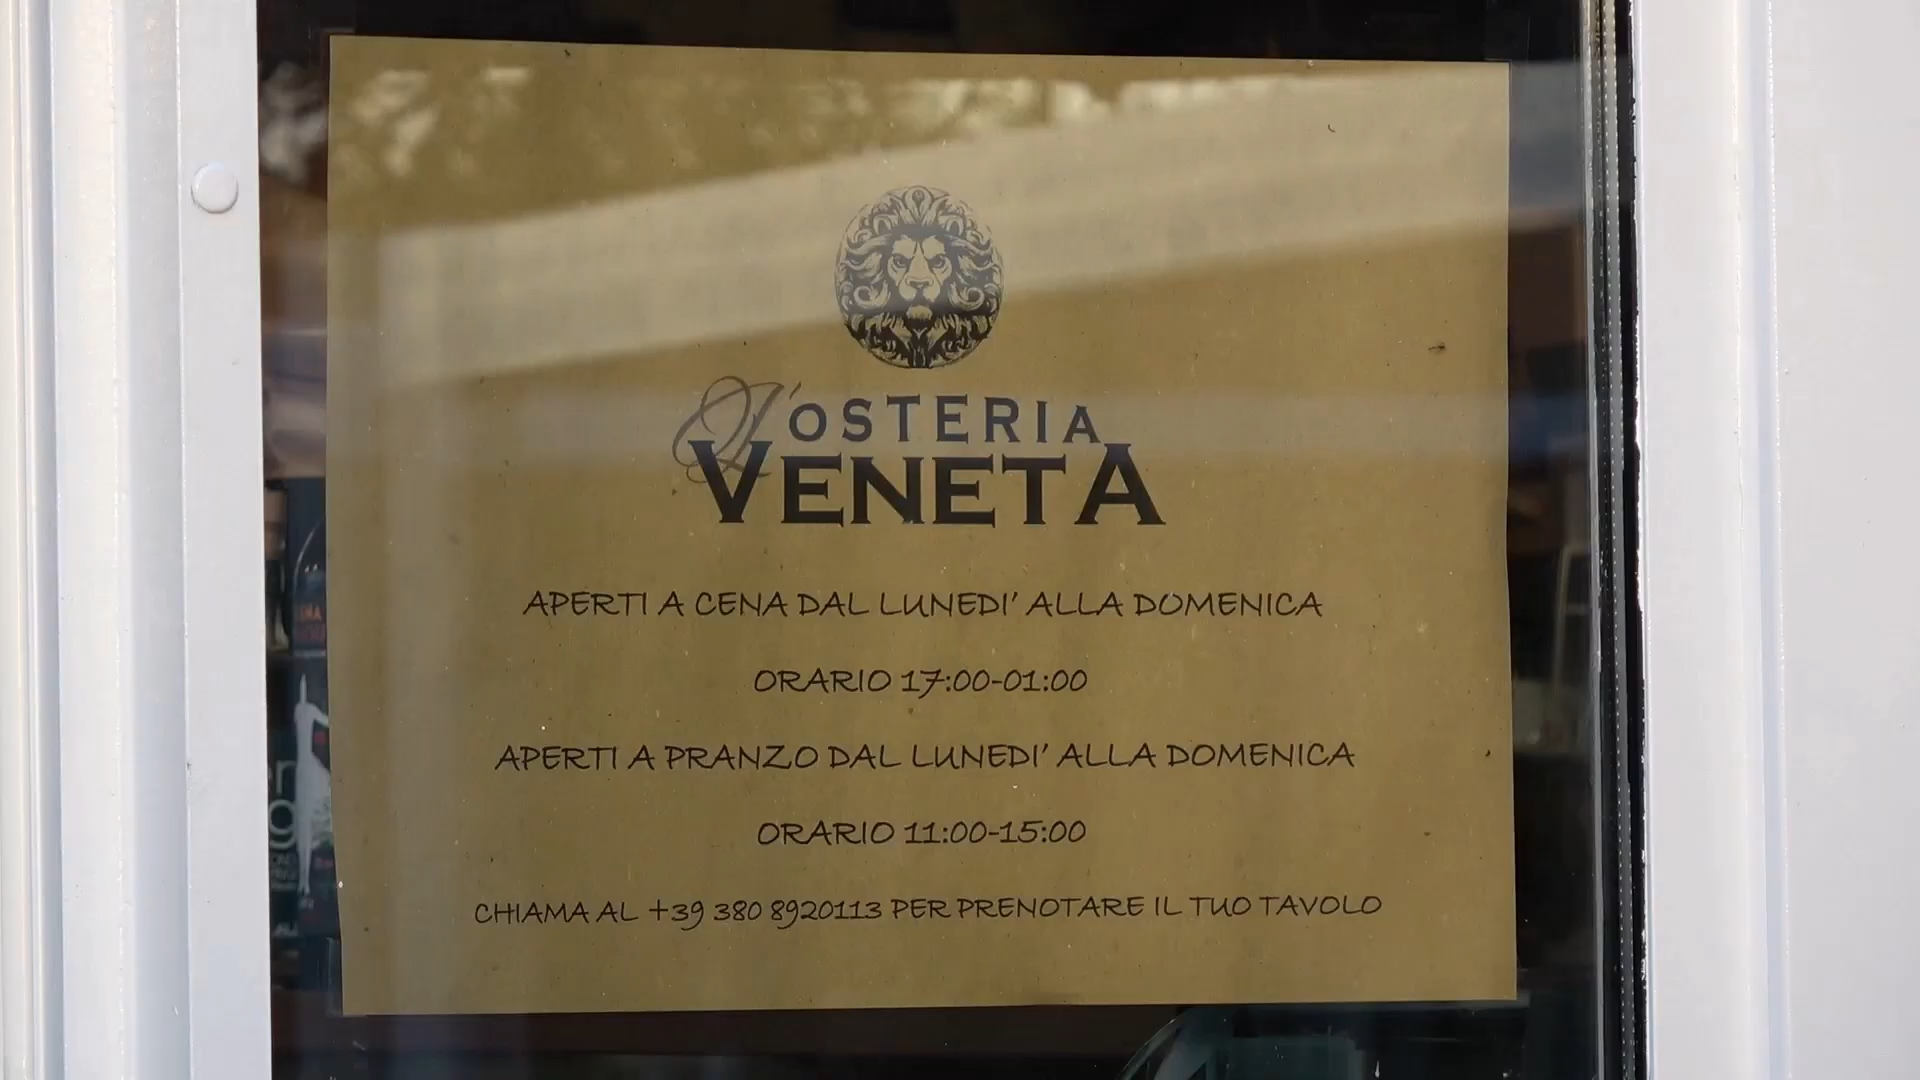 L'OSTERIA
VENETA
APERTI A CENA DAL LUNEDI' ALLA DOMENICA
ORARIO 17:00-01:00
APERTI A PRANZO DAL LUNEDI' ALLA DOMENICA
ORARIO 11:00-15:00
CHIAMA AL +39 380 8920113 PER PRENOTARE IL TUO TAVOLO